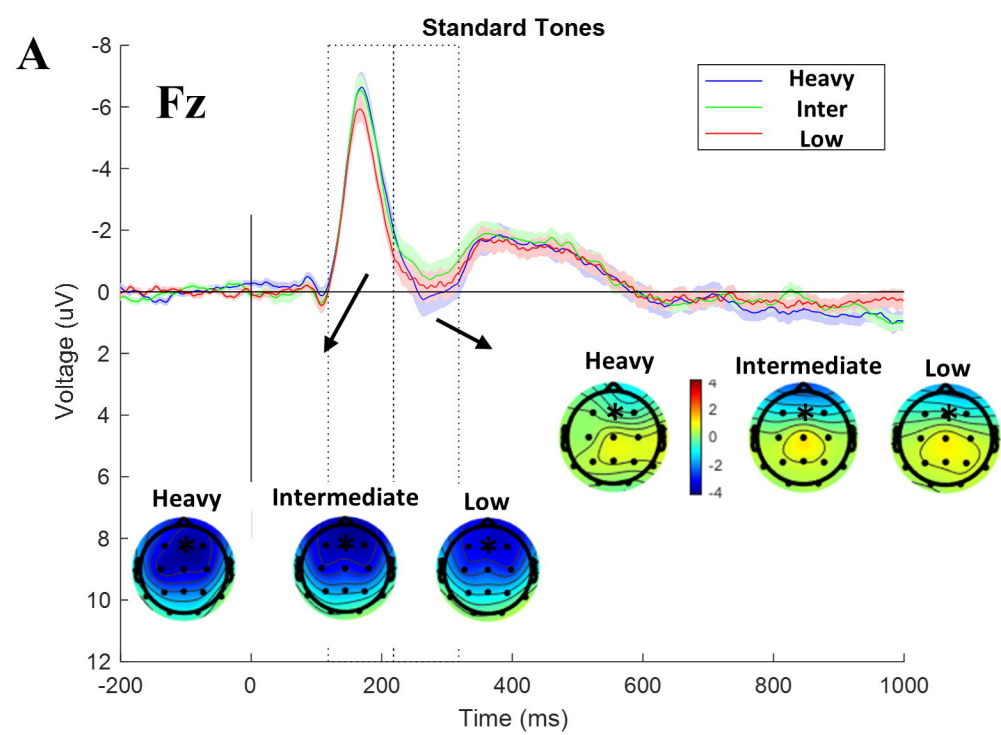 Standard Tones
A
Fz
Heavy
Inter
Low
-8
-6
-4
-2
0
2
4
6
8
10
12
Voltage (uV)
Heavy
Intermediate
Low
4
2
0
-2
-4
*
*
*
Heavy
Intermediate
Low
*
*
*
-200
0
200
400
600
800
1000
Time (ms)